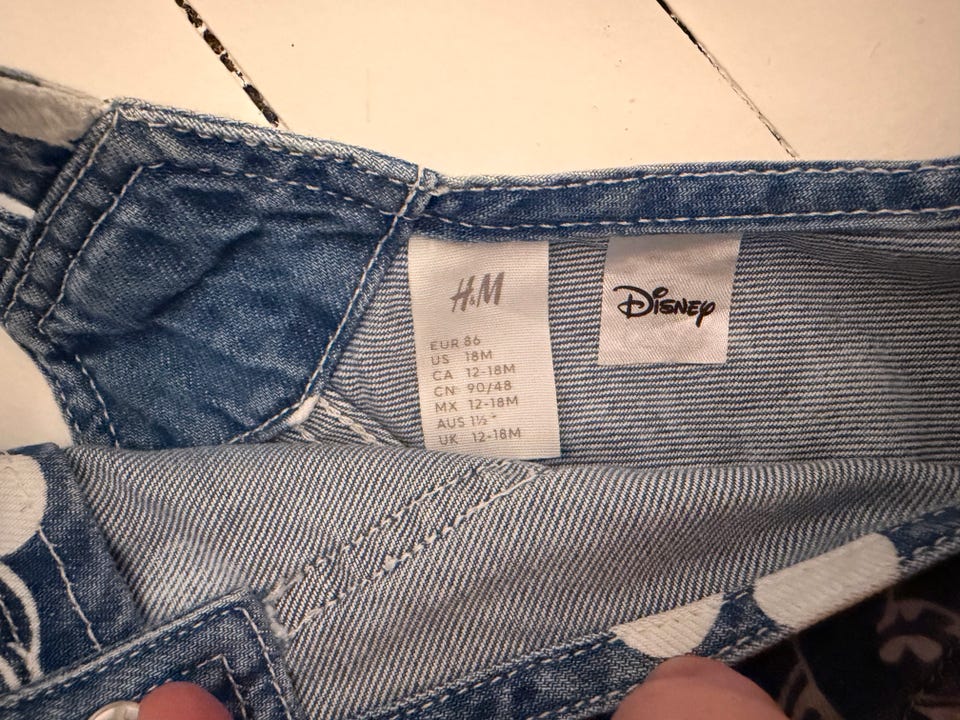 H&M
EUR 86
US 18M
CA 12-18M
CN 90/48
MX 12-18M
AUS 1½ -
UK 12-18M
Disney